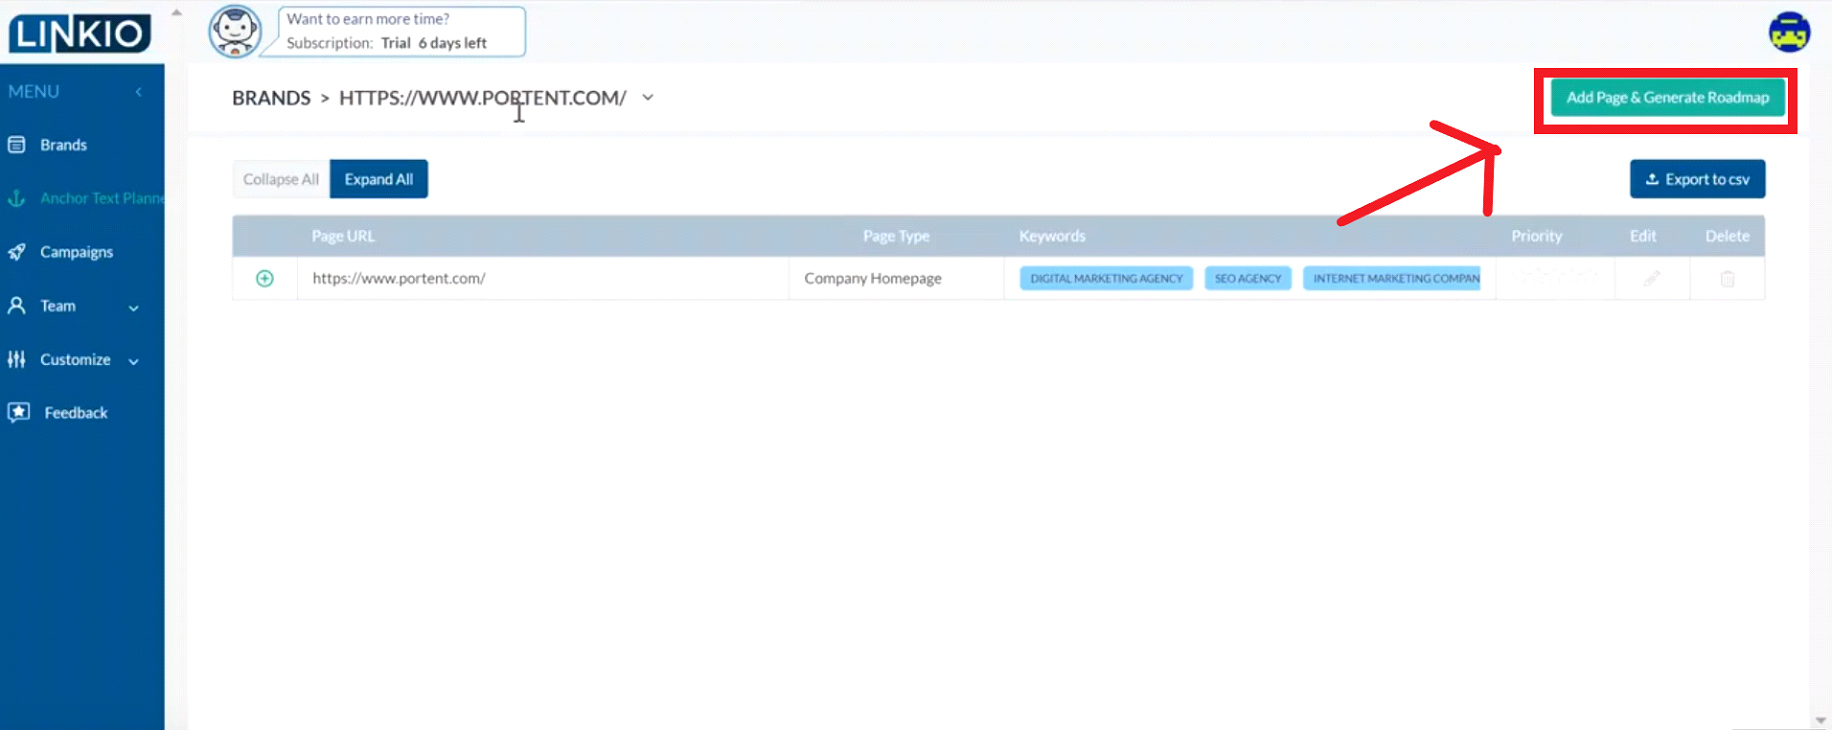 LINKIO
Want to earn more time?
Subscription: Trial 6 days left
MENU
BRANDS > HTTPS://WWW.PORTENT.COM/
Add Page & Generate Roadmap
Brands
Collapse All
Expand All
Export to csv
Anchor Text Planne
Page URL
Page Type
Keywords
Priority
Edit
Delete
Campaigns
https://www.portent.com/
Company Homepage
DIGITAL MARKETING AGENCY
SEO AGENCY
INTERNET MARKETING COMPAN
Team
Customize
Feedback